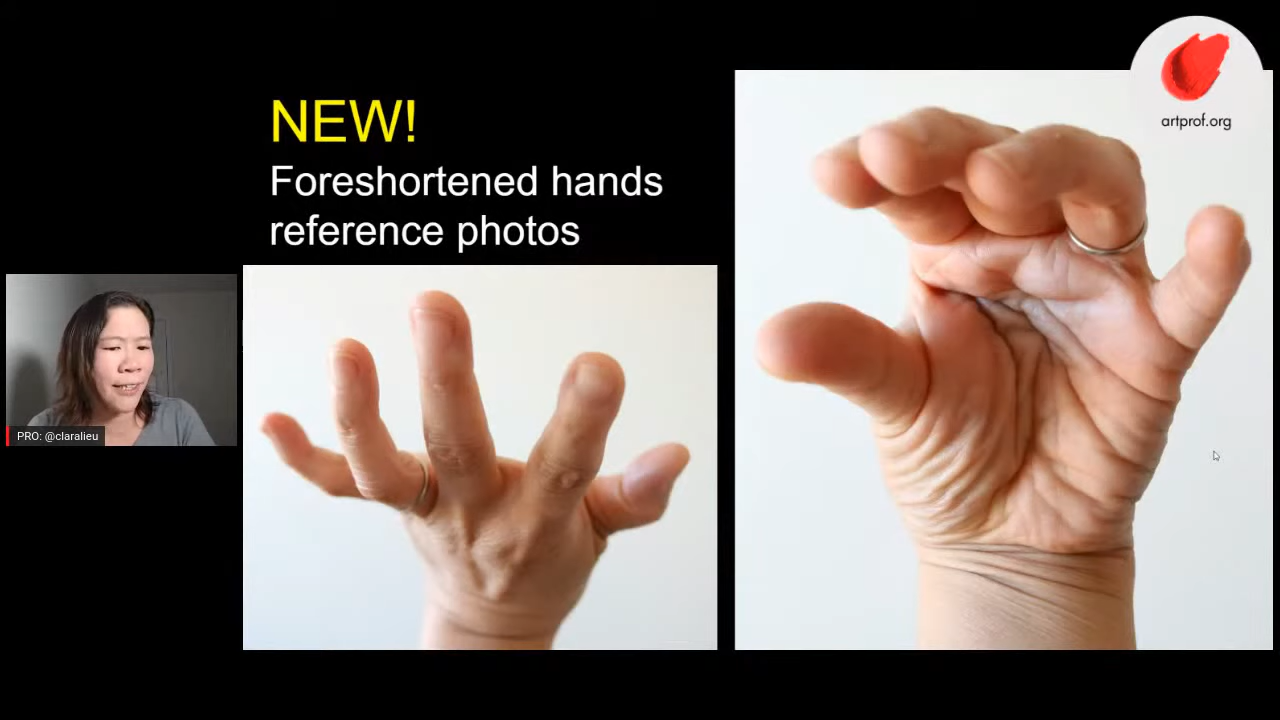 NEW!
Foreshortened hands
reference photos
artprof.org
PRO: @claralieu